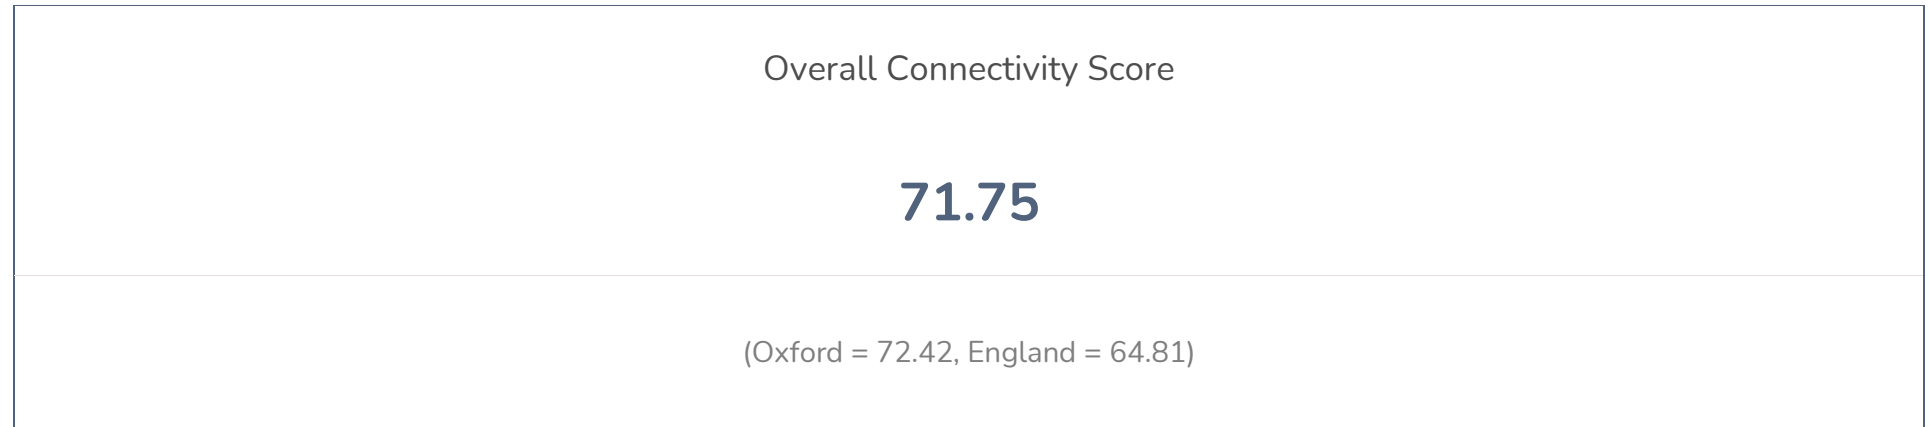 Overall Connectivity Score
71.75
(Oxford = 72.42, England = 64.81)